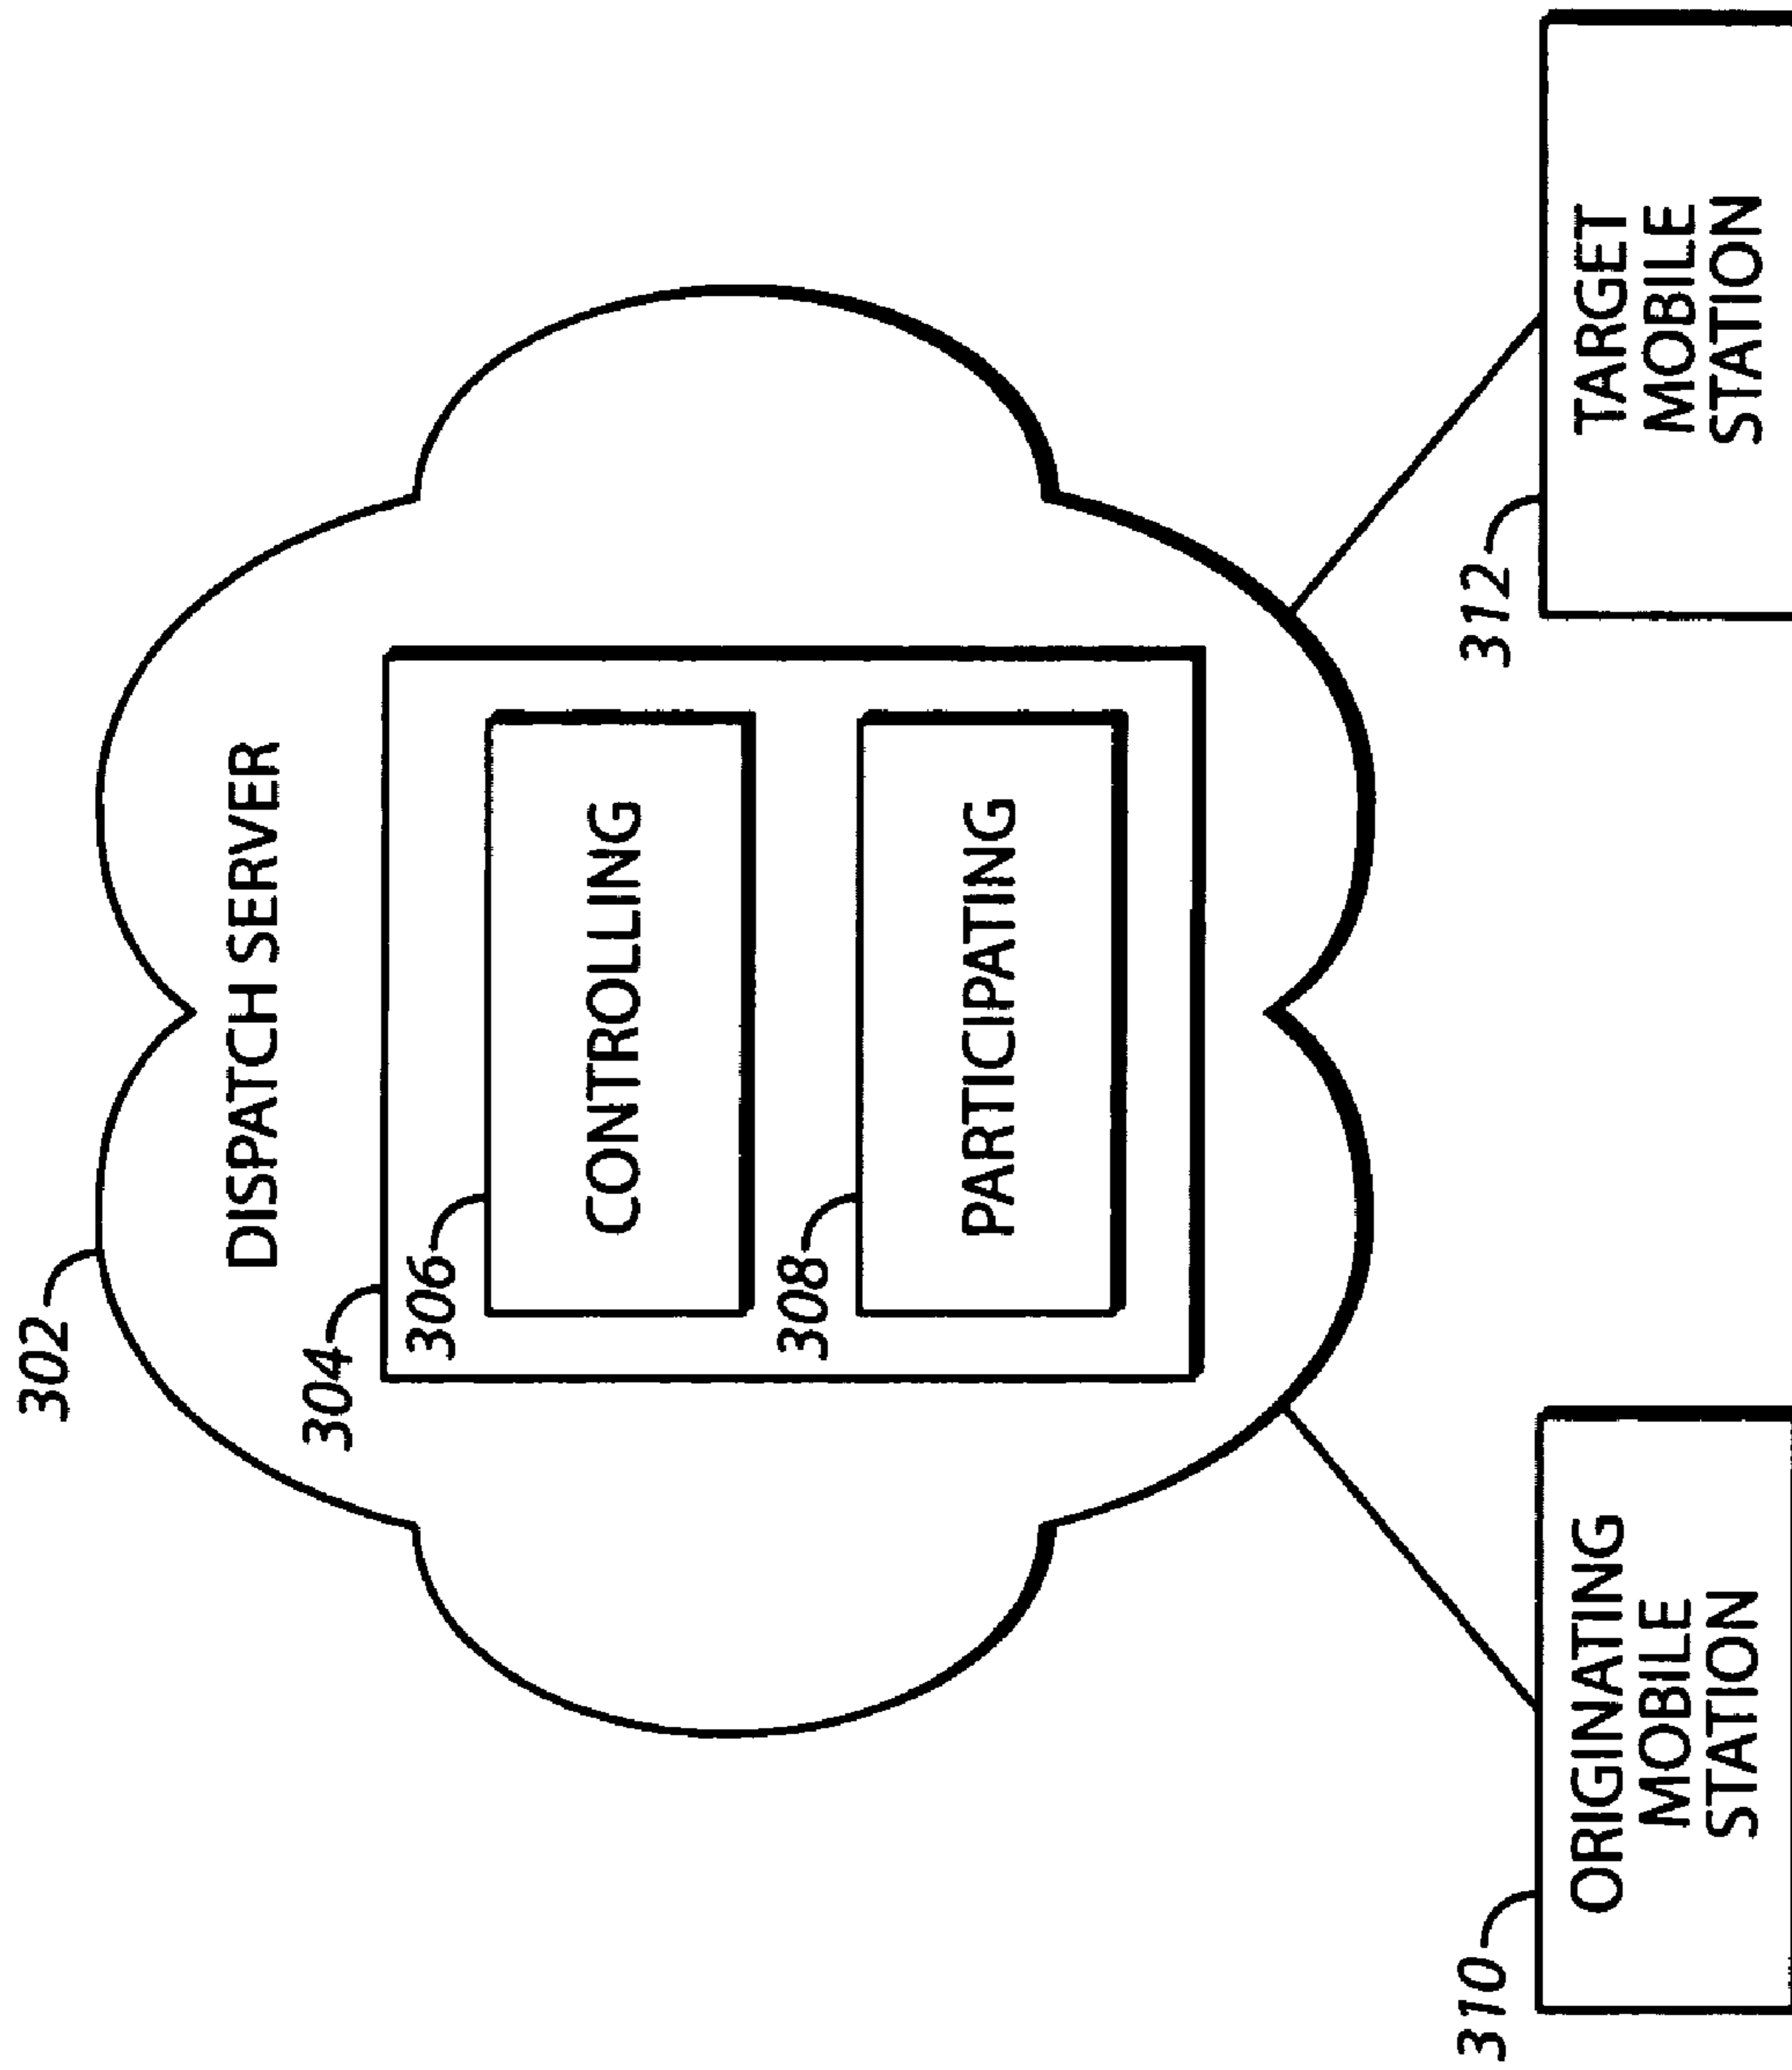 302
DISPATCH SERVER
304
306
CONTROLLING
308
PARTICIPATING
310
ORIGINATING
MOBILE
STATION
312
TARGET
MOBILE
STATION